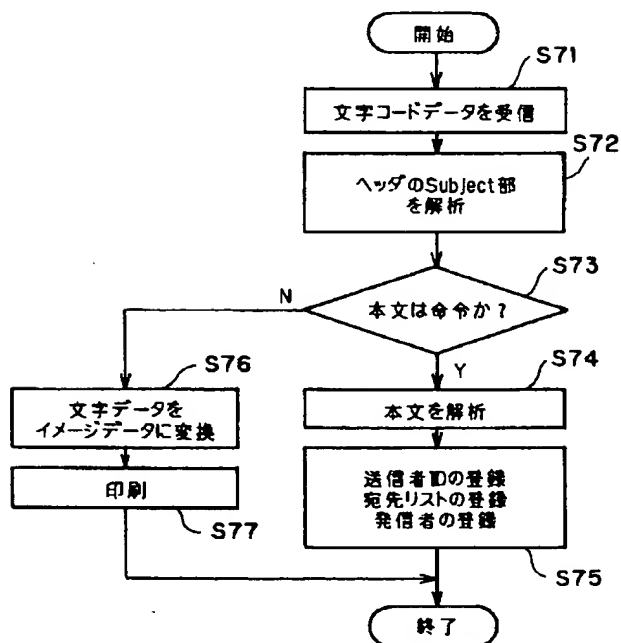 開始
S71
文字コードデータを受信
S72
ヘッダのSubject部
を解析
S73
本文は命令か?
N
Y
S76
文字データを
イメージデータに変換
S74
本文を解析
印刷
S77
送信者IDの登録
宛先リストの登録
発信者の登録
S75
終了